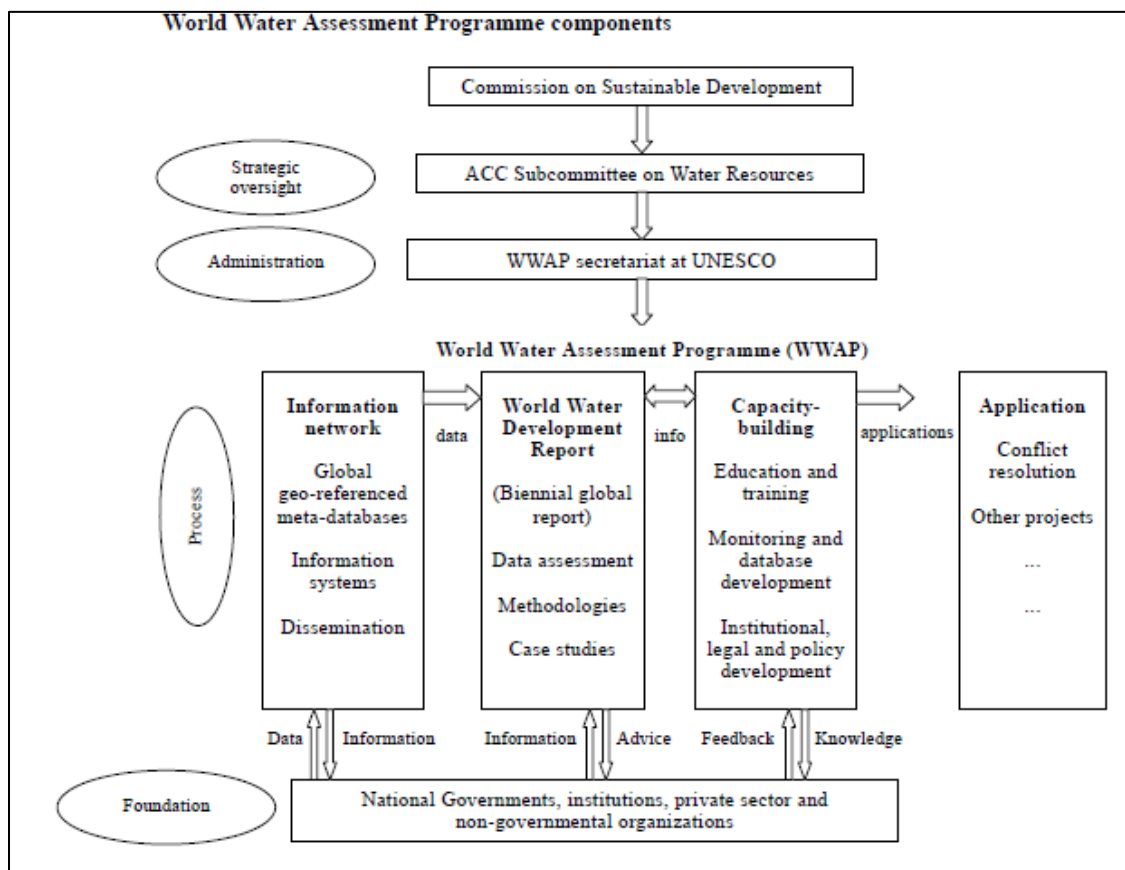 World Water Assessment Programme components
Commission on Sustainable Development
Strategic
oversight
ACC Subcommittee on Water Resources
Administration
WWAP secretariat at UNESCO
World Water Assessment Programme (WWAP)
Process
Information
network
Global
geo-referenced
meta-databases
Information
systems
Dissemination
data
World Water
Development
Report
(Biennial global
report)
Data assessment
Methodologies
Case studies
info
Capacity-
building
Education and
training
Monitoring and
database
development
Institutional,
legal and policy
development
applications
Application
Conflict
resolution
Other projects
...
...
Data
Information
Information
Advice
Feedback
Knowledge
Foundation
National Governments, institutions, private sector and
non-governmental organizations